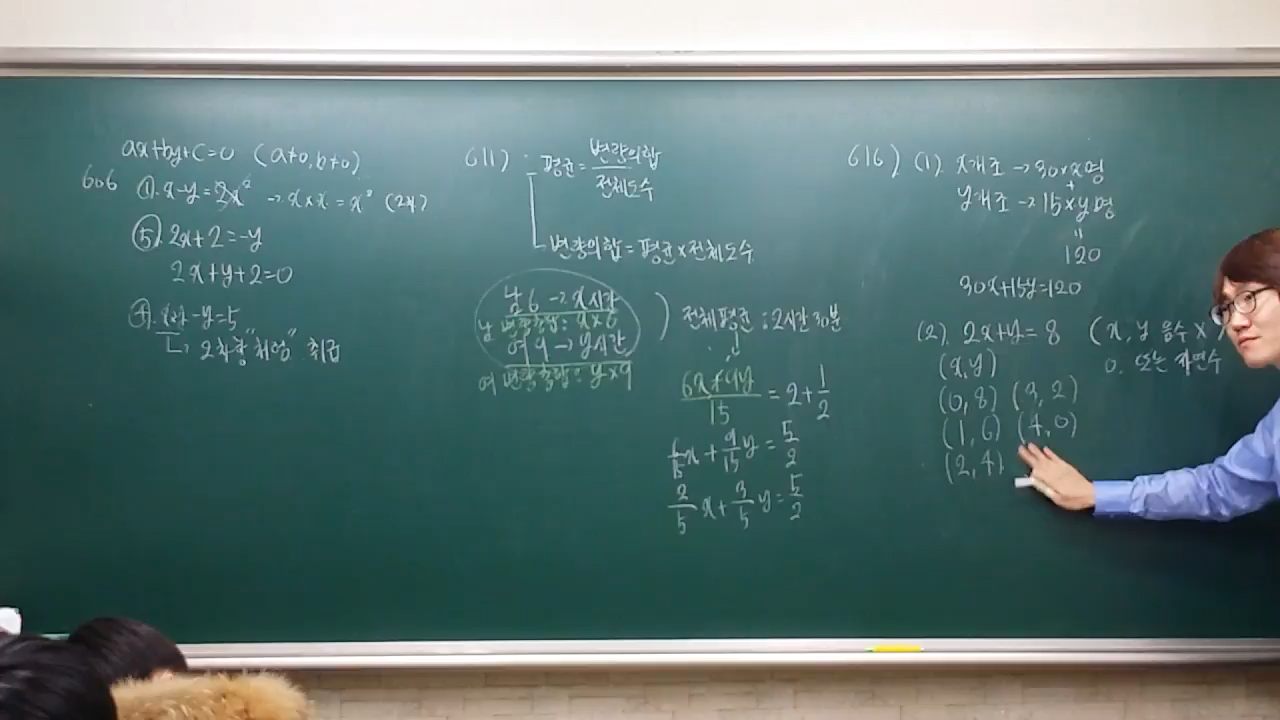 ax+by+c=0 (a≠0, b≠0)
606 ①. x-y=2x² → x×x=x² (2차)
⑤. 2x+2=-y
2x+y+2=0
④. -y=5
→ 2차항 "처럼" 취급
611) 평균=변량의합/전체도수
변량의합=평균×전체도수
남 6 → x시간
남 변량총합: x×6
여 9 → y시간
여 변량총합: y×9
전체평균: 2시간 30분
(6x+9y)/15=2+1/2
6/15x+9/15y=5/2
2/5x+3/5y=5/2
616) (1). x개조 → 30×x명
+
y개조 → 15×y명
=
120
30x+15y=120
(2). 2x+y=8 (x, y 음수×)
0. 또는 자연수
(x,y)
(0,8) (3,2)
(1,6) (4,0)
(2,4)